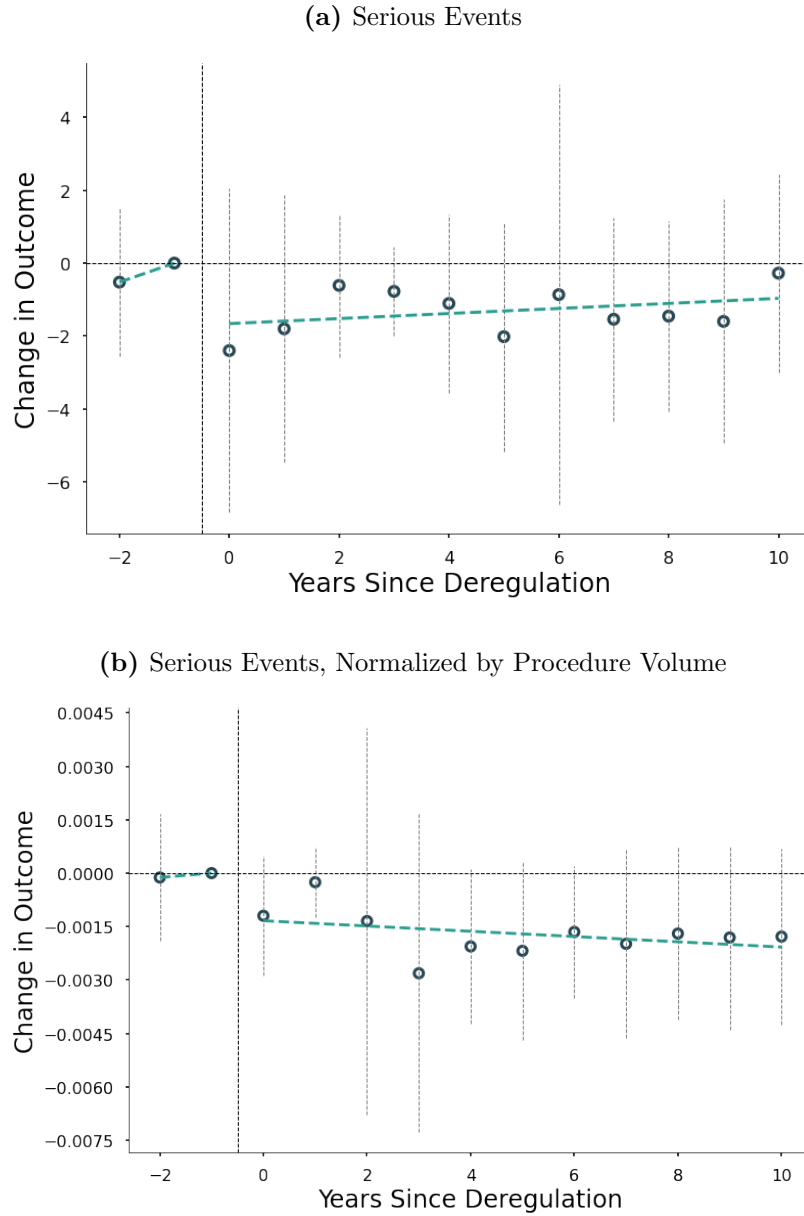 (a) Serious Events
4
2
0
−2
−4
−6
Change in Outcome
−2 0 2 4 6 8 10
Years Since Deregulation
(b) Serious Events, Normalized by Procedure Volume
0.0045
0.0030
0.0015
0.0000
−0.0015
−0.0030
−0.0045
−0.0060
−0.0075
Change in Outcome
−2 0 2 4 6 8 10
Years Since Deregulation